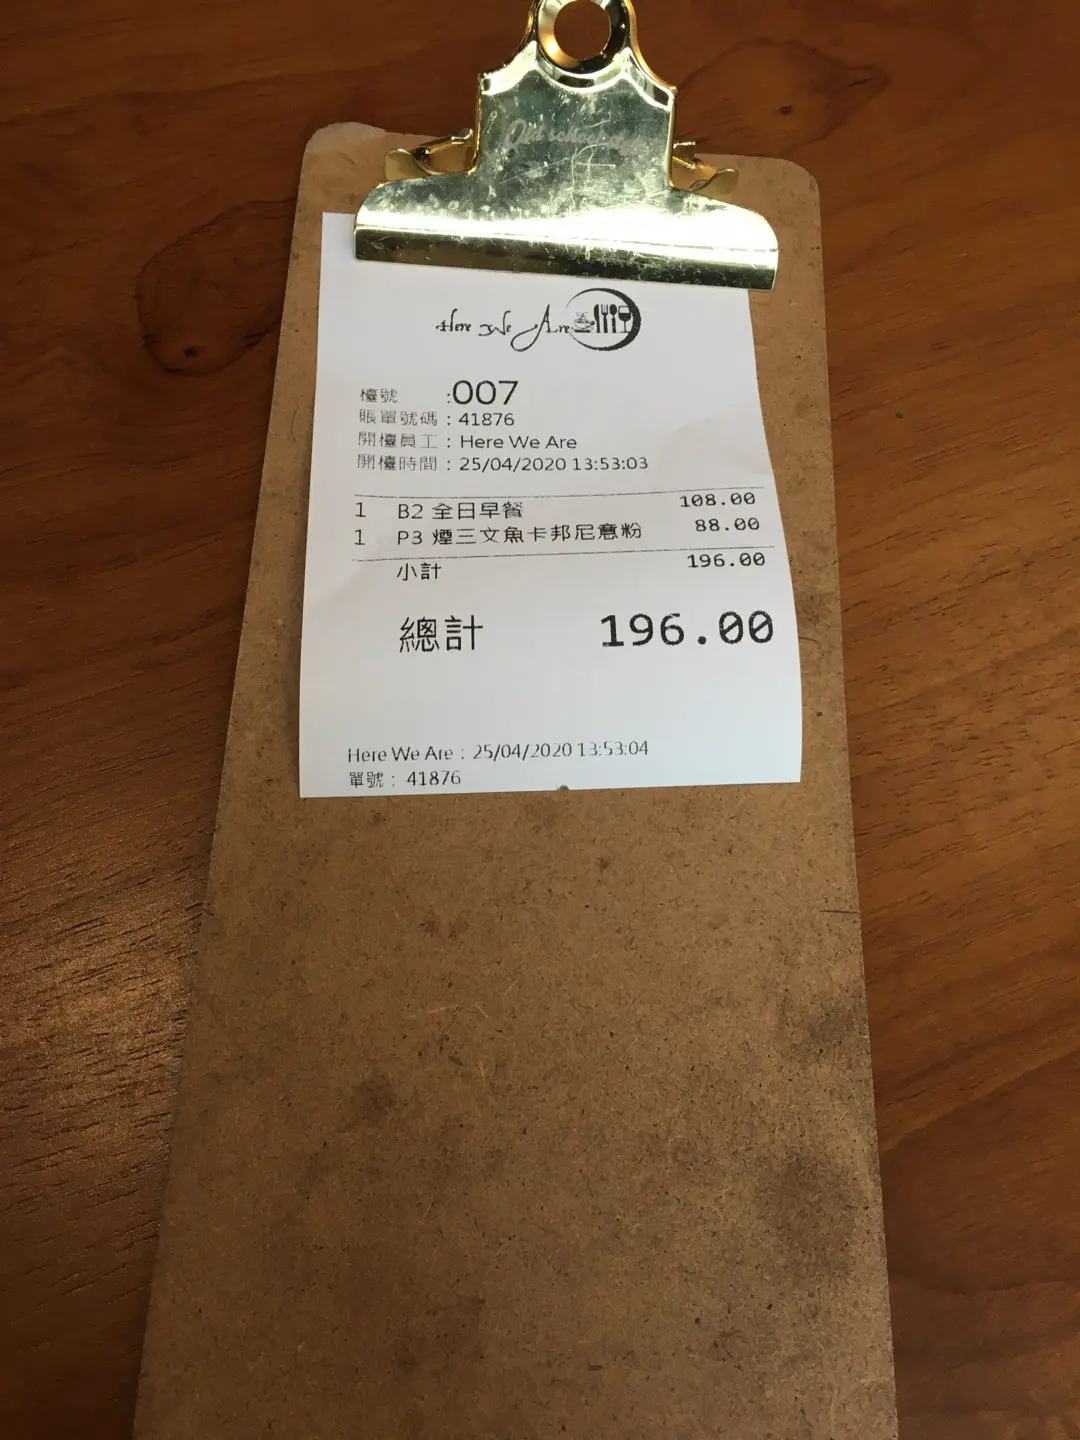 Here We Are
檯號 :007
賬單號碼 : 41876
開檯員工 : Here We Are
開檯時間 : 25/04/2020 13:53:03
1 B2 全日早餐 108.00
1 P3 煙三文魚卡邦尼意粉 88.00
小計 196.00
總計 196.00
Here We Are : 25/04/2020 13:53:04
單號 : 41876